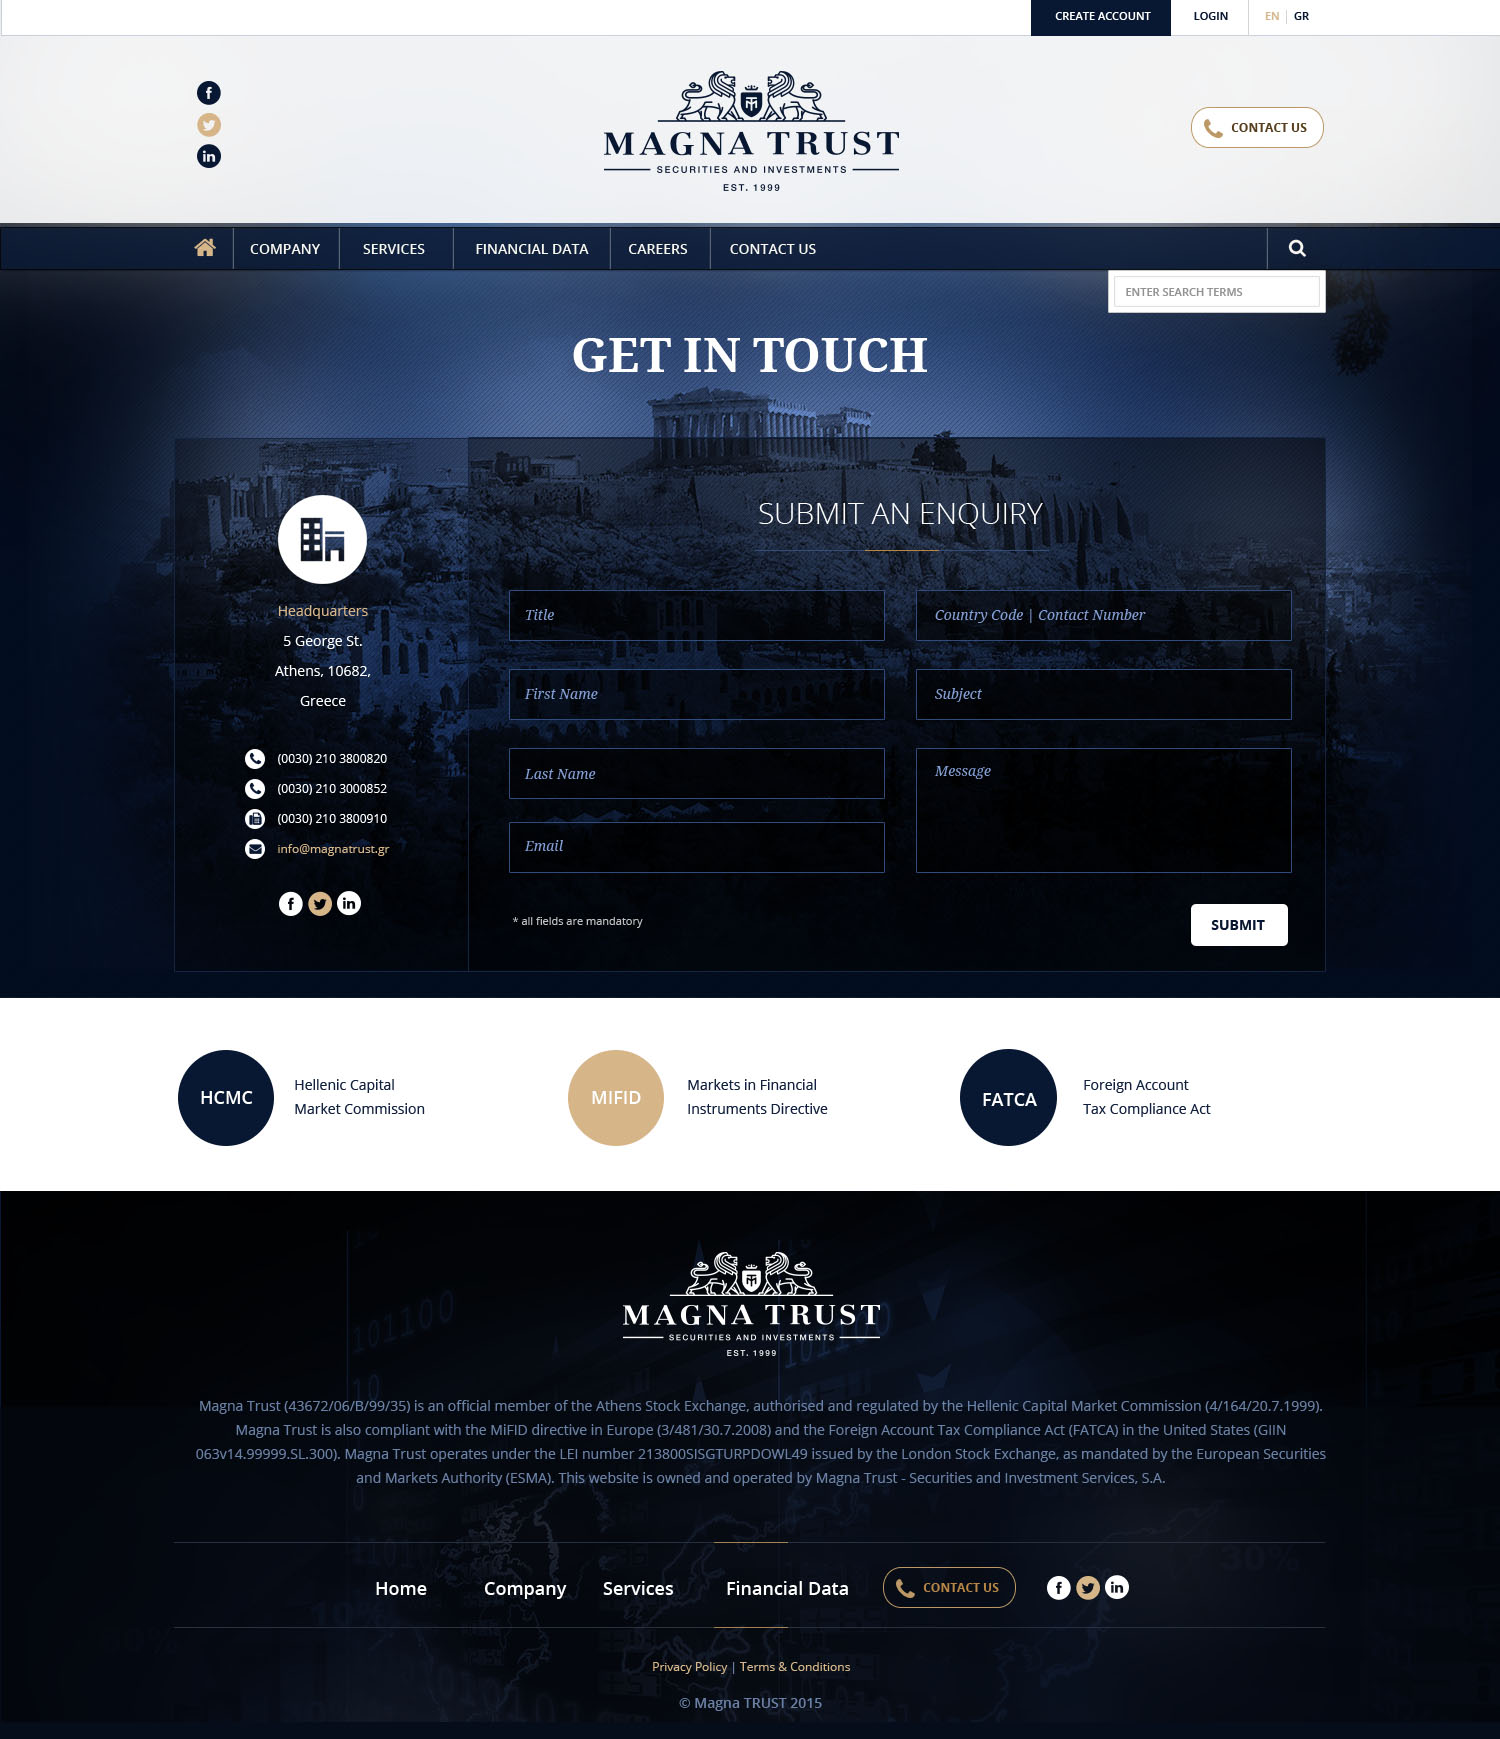 CREATE ACCOUNT
LOGIN
EN | GR
MAGNA TRUST
SECURITIES AND INVESTMENTS
EST. 1999
CONTACT US
COMPANY
SERVICES
FINANCIAL DATA
CAREERS
CONTACT US
ENTER SEARCH TERMS
GET IN TOUCH
Headquarters
5 George St.
Athens, 10682,
Greece
(0030) 210 3800820
(0030) 210 3000852
(0030) 210 3800910
info@magnatrust.gr
SUBMIT AN ENQUIRY
Title
Country Code | Contact Number
First Name
Subject
Last Name
Message
Email
* all fields are mandatory
SUBMIT
HCMC
Hellenic Capital
Market Commission
MIFID
Markets in Financial
Instruments Directive
FATCA
Foreign Account
Tax Compliance Act
MAGNA TRUST
SECURITIES AND INVESTMENTS
EST. 1999
Magna Trust (43672/06/B/99/35) is an official member of the Athens Stock Exchange, authorised and regulated by the Hellenic Capital Market Commission (4/164/20.7.1999).
Magna Trust is also compliant with the MiFID directive in Europe (3/481/30.7.2008) and the Foreign Account Tax Compliance Act (FATCA) in the United States (GIIN
063v14.99999.SL.300). Magna Trust operates under the LEI number 213800SISGTURPDOWL49 issued by the London Stock Exchange, as mandated by the European Securities
and Markets Authority (ESMA). This website is owned and operated by Magna Trust - Securities and Investment Services, S.A.
Home
Company
Services
Financial Data
CONTACT US
Privacy Policy | Terms & Conditions
© Magna TRUST 2015